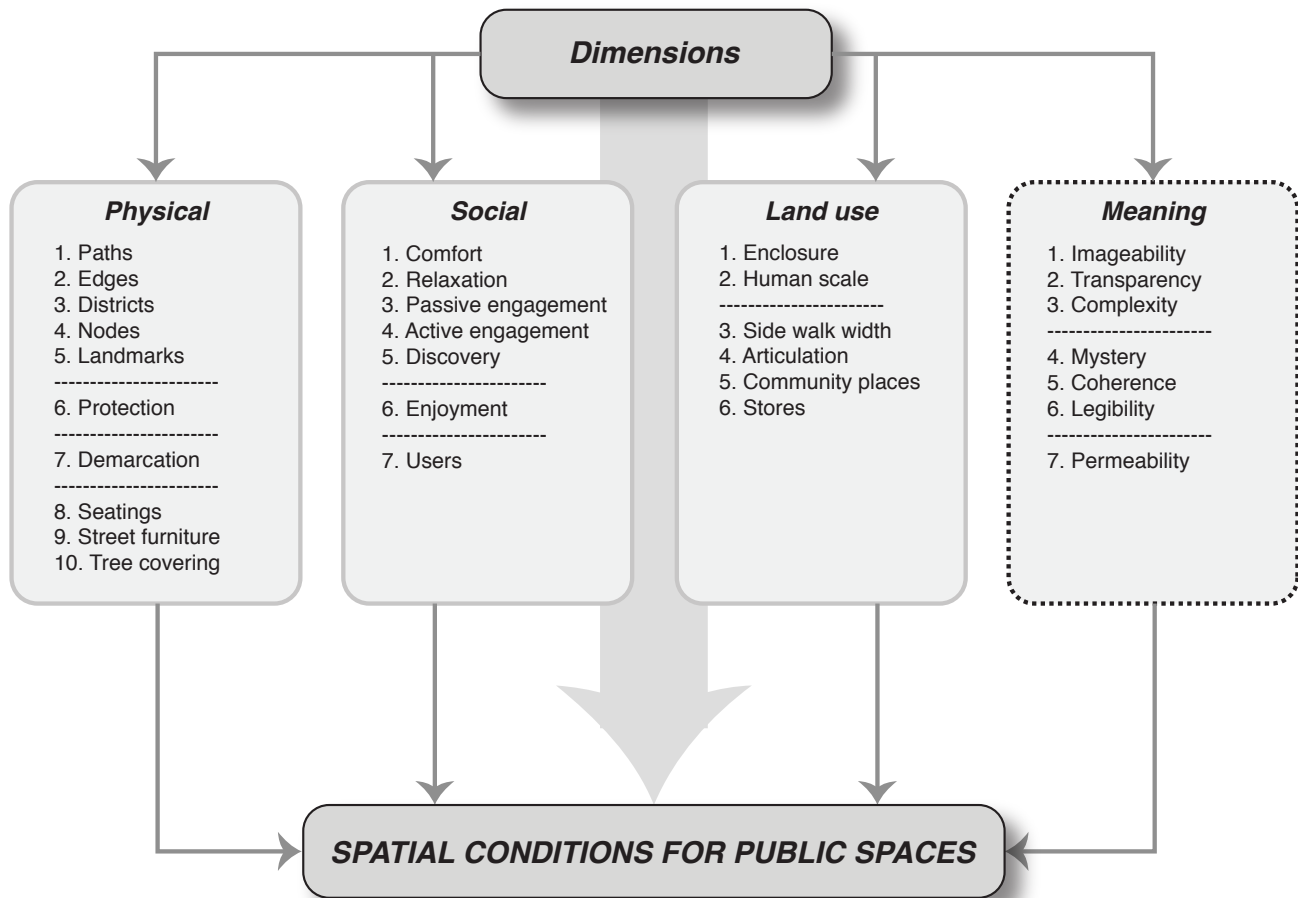 Dimensions
Physical
1. Paths
2. Edges
3. Districts
4. Nodes
5. Landmarks
-----------------------
6. Protection
-----------------------
7. Demarcation
-----------------------
8. Seatings
9. Street furniture
10. Tree covering
Social
1. Comfort
2. Relaxation
3. Passive engagement
4. Active engagement
5. Discovery
-----------------------
6. Enjoyment
-----------------------
7. Users
Land use
1. Enclosure
2. Human scale
-----------------------
3. Side walk width
4. Articulation
5. Community places
6. Stores
Meaning
1. Imageability
2. Transparency
3. Complexity
-----------------------
4. Mystery
5. Coherence
6. Legibility
-----------------------
7. Permeability
SPATIAL CONDITIONS FOR PUBLIC SPACES